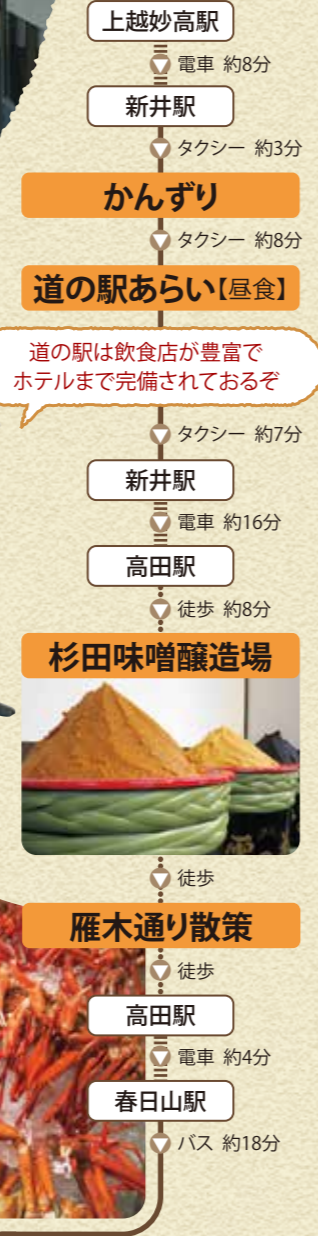 上越妙高駅
電車 約8分
新井駅
タクシー 約3分
かんずり
タクシー 約8分
道の駅あらい【昼食】
道の駅は飲食店が豊富で
ホテルまで完備されておるぞ
タクシー 約7分
新井駅
電車 約16分
高田駅
徒歩 約8分
杉田味噌醸造場
徒歩
雁木通り散策
徒歩
高田駅
電車 約4分
春日山駅
バス 約18分